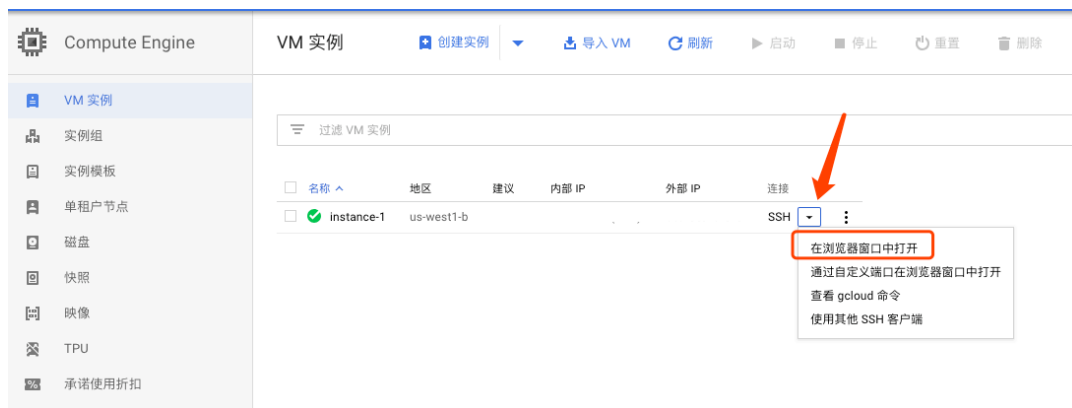 Compute Engine
VM 实例
创建实例
导入 VM
刷新
启动
停止
重置
删除
VM 实例
实例组
实例模板
单租户节点
磁盘
快照
映像
TPU
承诺使用折扣
过滤 VM 实例
名称 地区 建议 内部 IP 外部 IP 连接
instance-1 us-west1-b SSH
在浏览器窗口中打开
通过自定义端口在浏览器窗口中打开
查看 gcloud 命令
使用其他 SSH 客户端